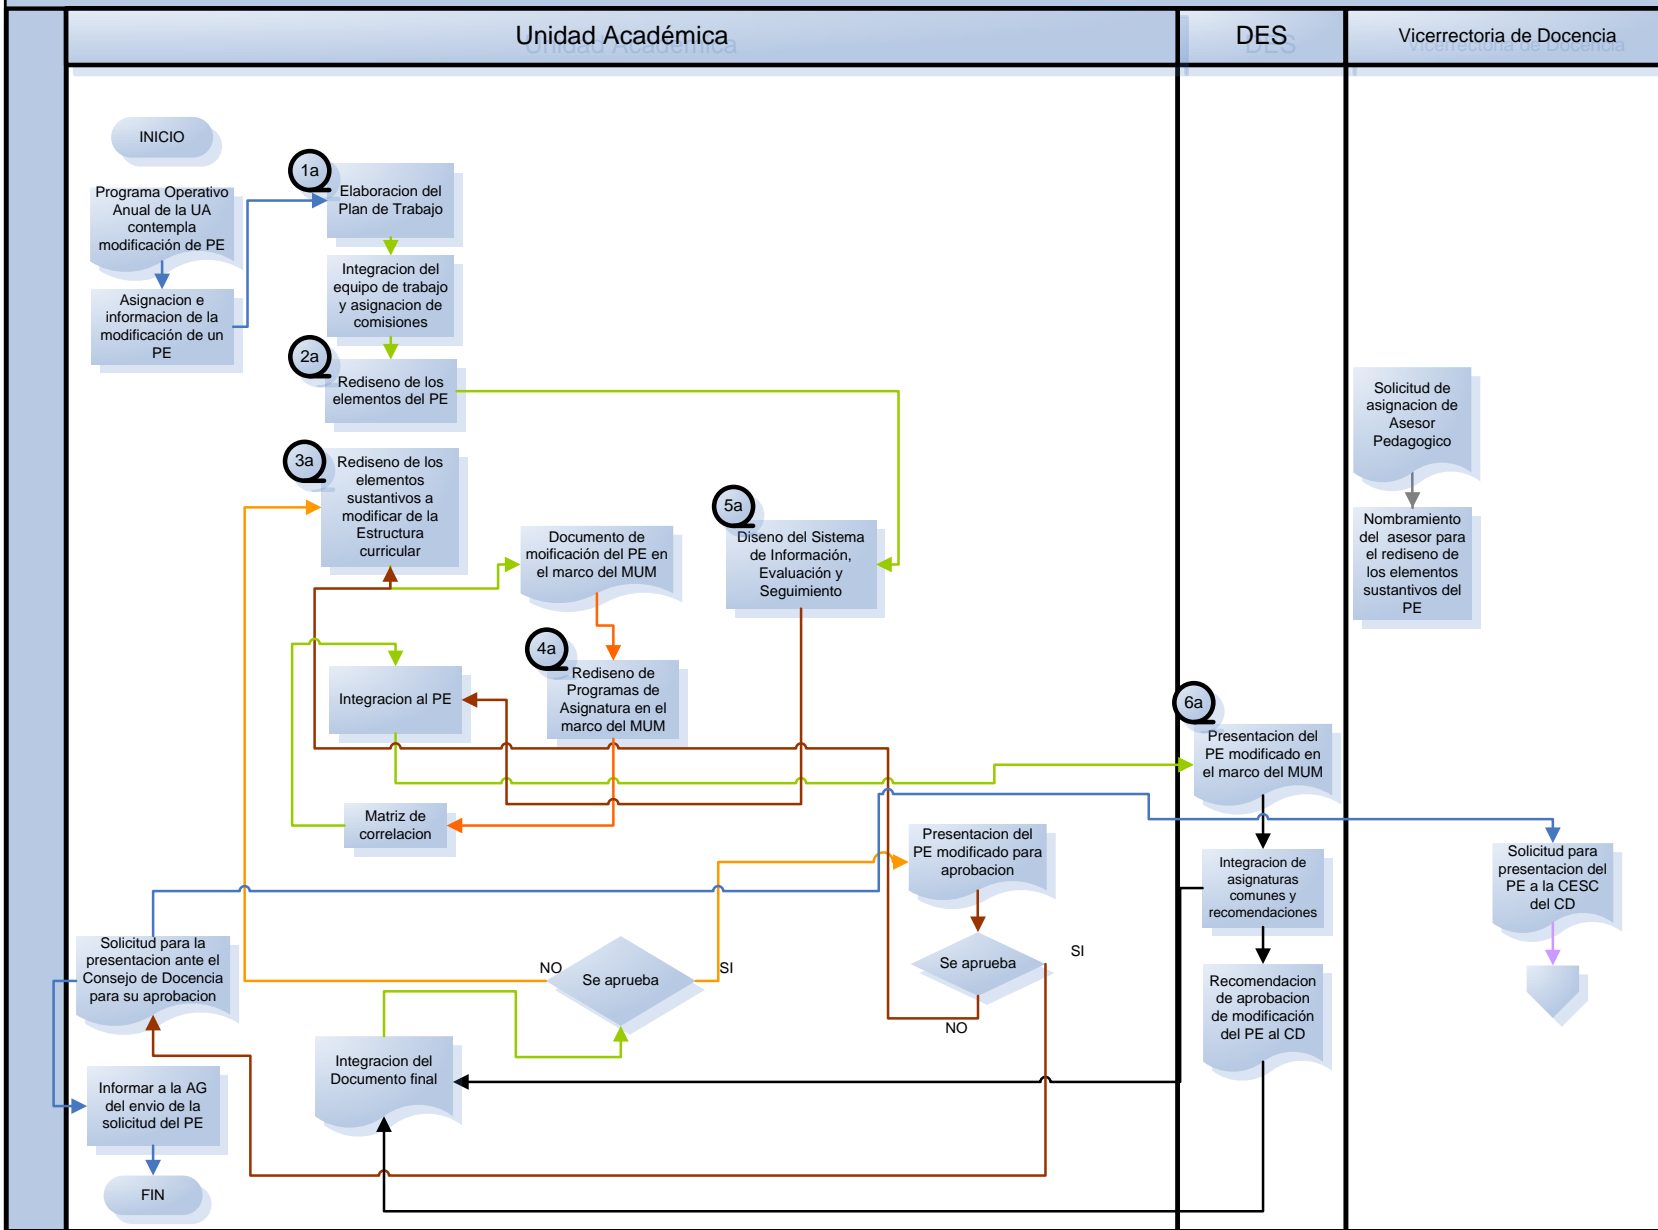 Unidad Académica
DES
Vicerrectoria de Docencia
INICIO
Programa Operativo
Anual de la UA
contempla
modificación de PE
Asignacion e
informacion de la
modificación de un
PE
1a
Elaboracion del
Plan de Trabajo
Integracion del
equipo de trabajo
y asignacion de
comisiones
2a
Rediseno de los
elementos del PE
3a
Rediseno de los
elementos
sustantivos a
modificar de la
Estructura
curricular
Documento de
moificación del PE en
el marco del MUM
5a
Diseno del Sistema
de Información,
Evaluación y
Seguimiento
Solicitud de
asignacion de
Asesor
Pedagogico
Nombramiento
del asesor para
el rediseno de
los elementos
sustantivos del
PE
4a
Rediseno de
Programas de
Asignatura en el
marco del MUM
Integracion al PE
Matriz de
correlacion
6a
Presentacion del
PE modificado en
el marco del MUM
Presentacion del
PE modificado para
aprobacion
Integracion de
asignaturas
comunes y
recomendaciones
Solicitud para
presentacion del
PE a la CESC
del CD
Solicitud para la
presentacion ante el
Consejo de Docencia
para su aprobacion
NO
Se aprueba
SI
Se aprueba
SI
NO
Recomendacion
de aprobacion
de modificación
del PE al CD
Integracion del
Documento final
Informar a la AG
del envio de la
solicitud del PE
FIN